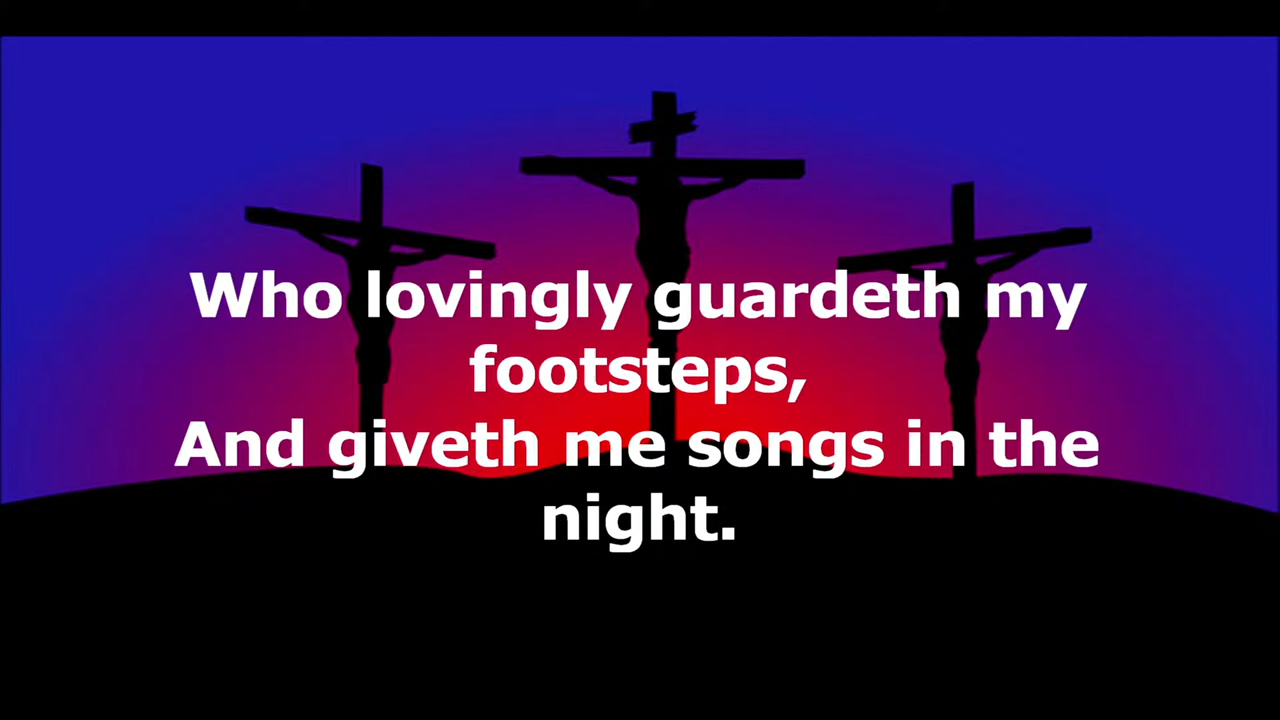 Who lovingly guardeth my
footsteps,
And giveth me songs in the
night.